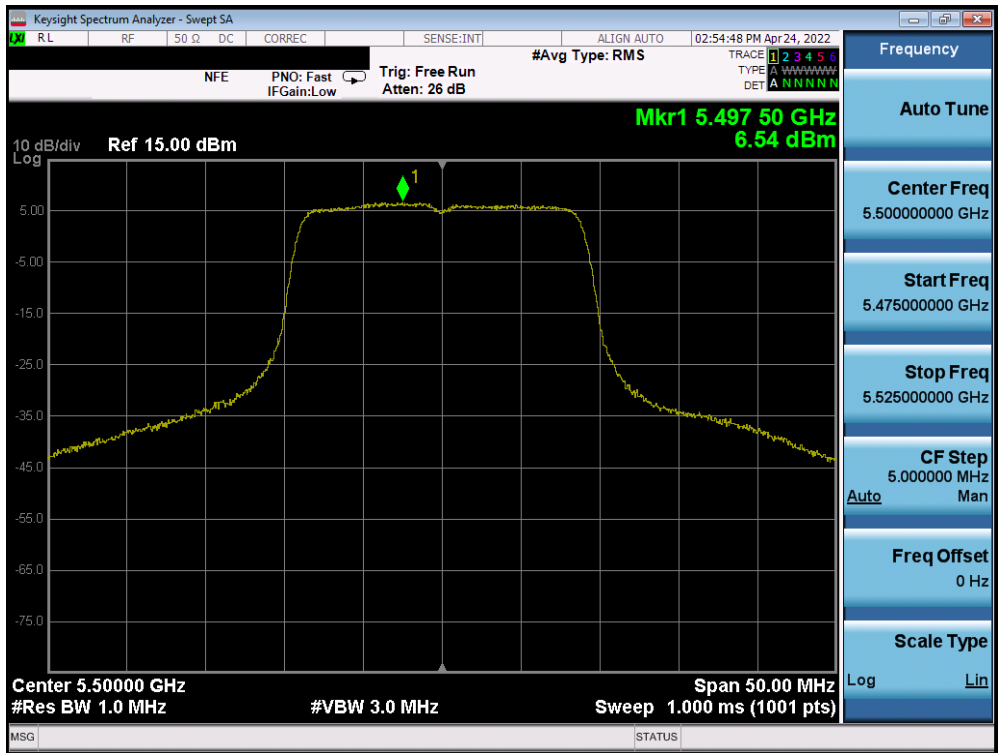 Keysight Spectrum Analyzer - Swept SA
LXI RL RF 50 Ω DC CORREC SENSE:INT ALIGN AUTO 02:54:48 PM Apr 24, 2022
#Avg Type: RMS
TRACE 1 2 3 4 5 6
TYPE A WWWWW
DET A N N N N N
NFE
PNO: Fast
IFGain:Low
Trig: Free Run
Atten: 26 dB
Mkr1 5.497 50 GHz
6.54 dBm
10 dB/div
Log
Ref 15.00 dBm
1
5.00
-5.00
-15.0
-25.0
-35.0
-45.0
-55.0
-65.0
-75.0
Center 5.50000 GHz
Span 50.00 MHz
#Res BW 1.0 MHz
#VBW 3.0 MHz
Sweep 1.000 ms (1001 pts)
MSG
STATUS
Frequency
Auto Tune
Center Freq
5.500000000 GHz
Start Freq
5.475000000 GHz
Stop Freq
5.525000000 GHz
CF Step
5.000000 MHz
Auto Man
Freq Offset
0 Hz
Scale Type
Log Lin